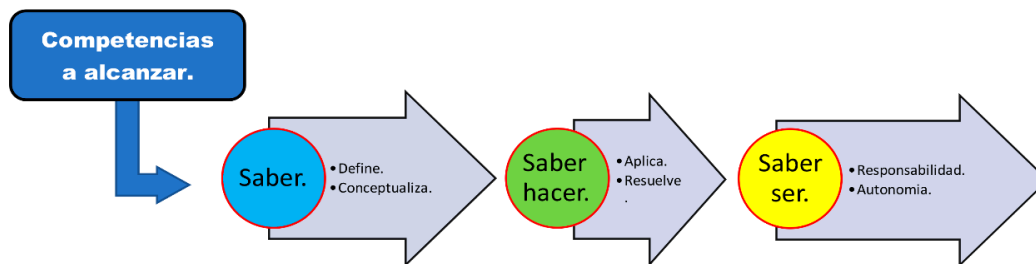 Competencias
a alcanzar.
Saber.
• Define.
• Conceptualiza.
Saber
hacer.
• Aplica.
• Resuelve
.
Saber
ser.
• Responsabilidad.
• Autonomia.